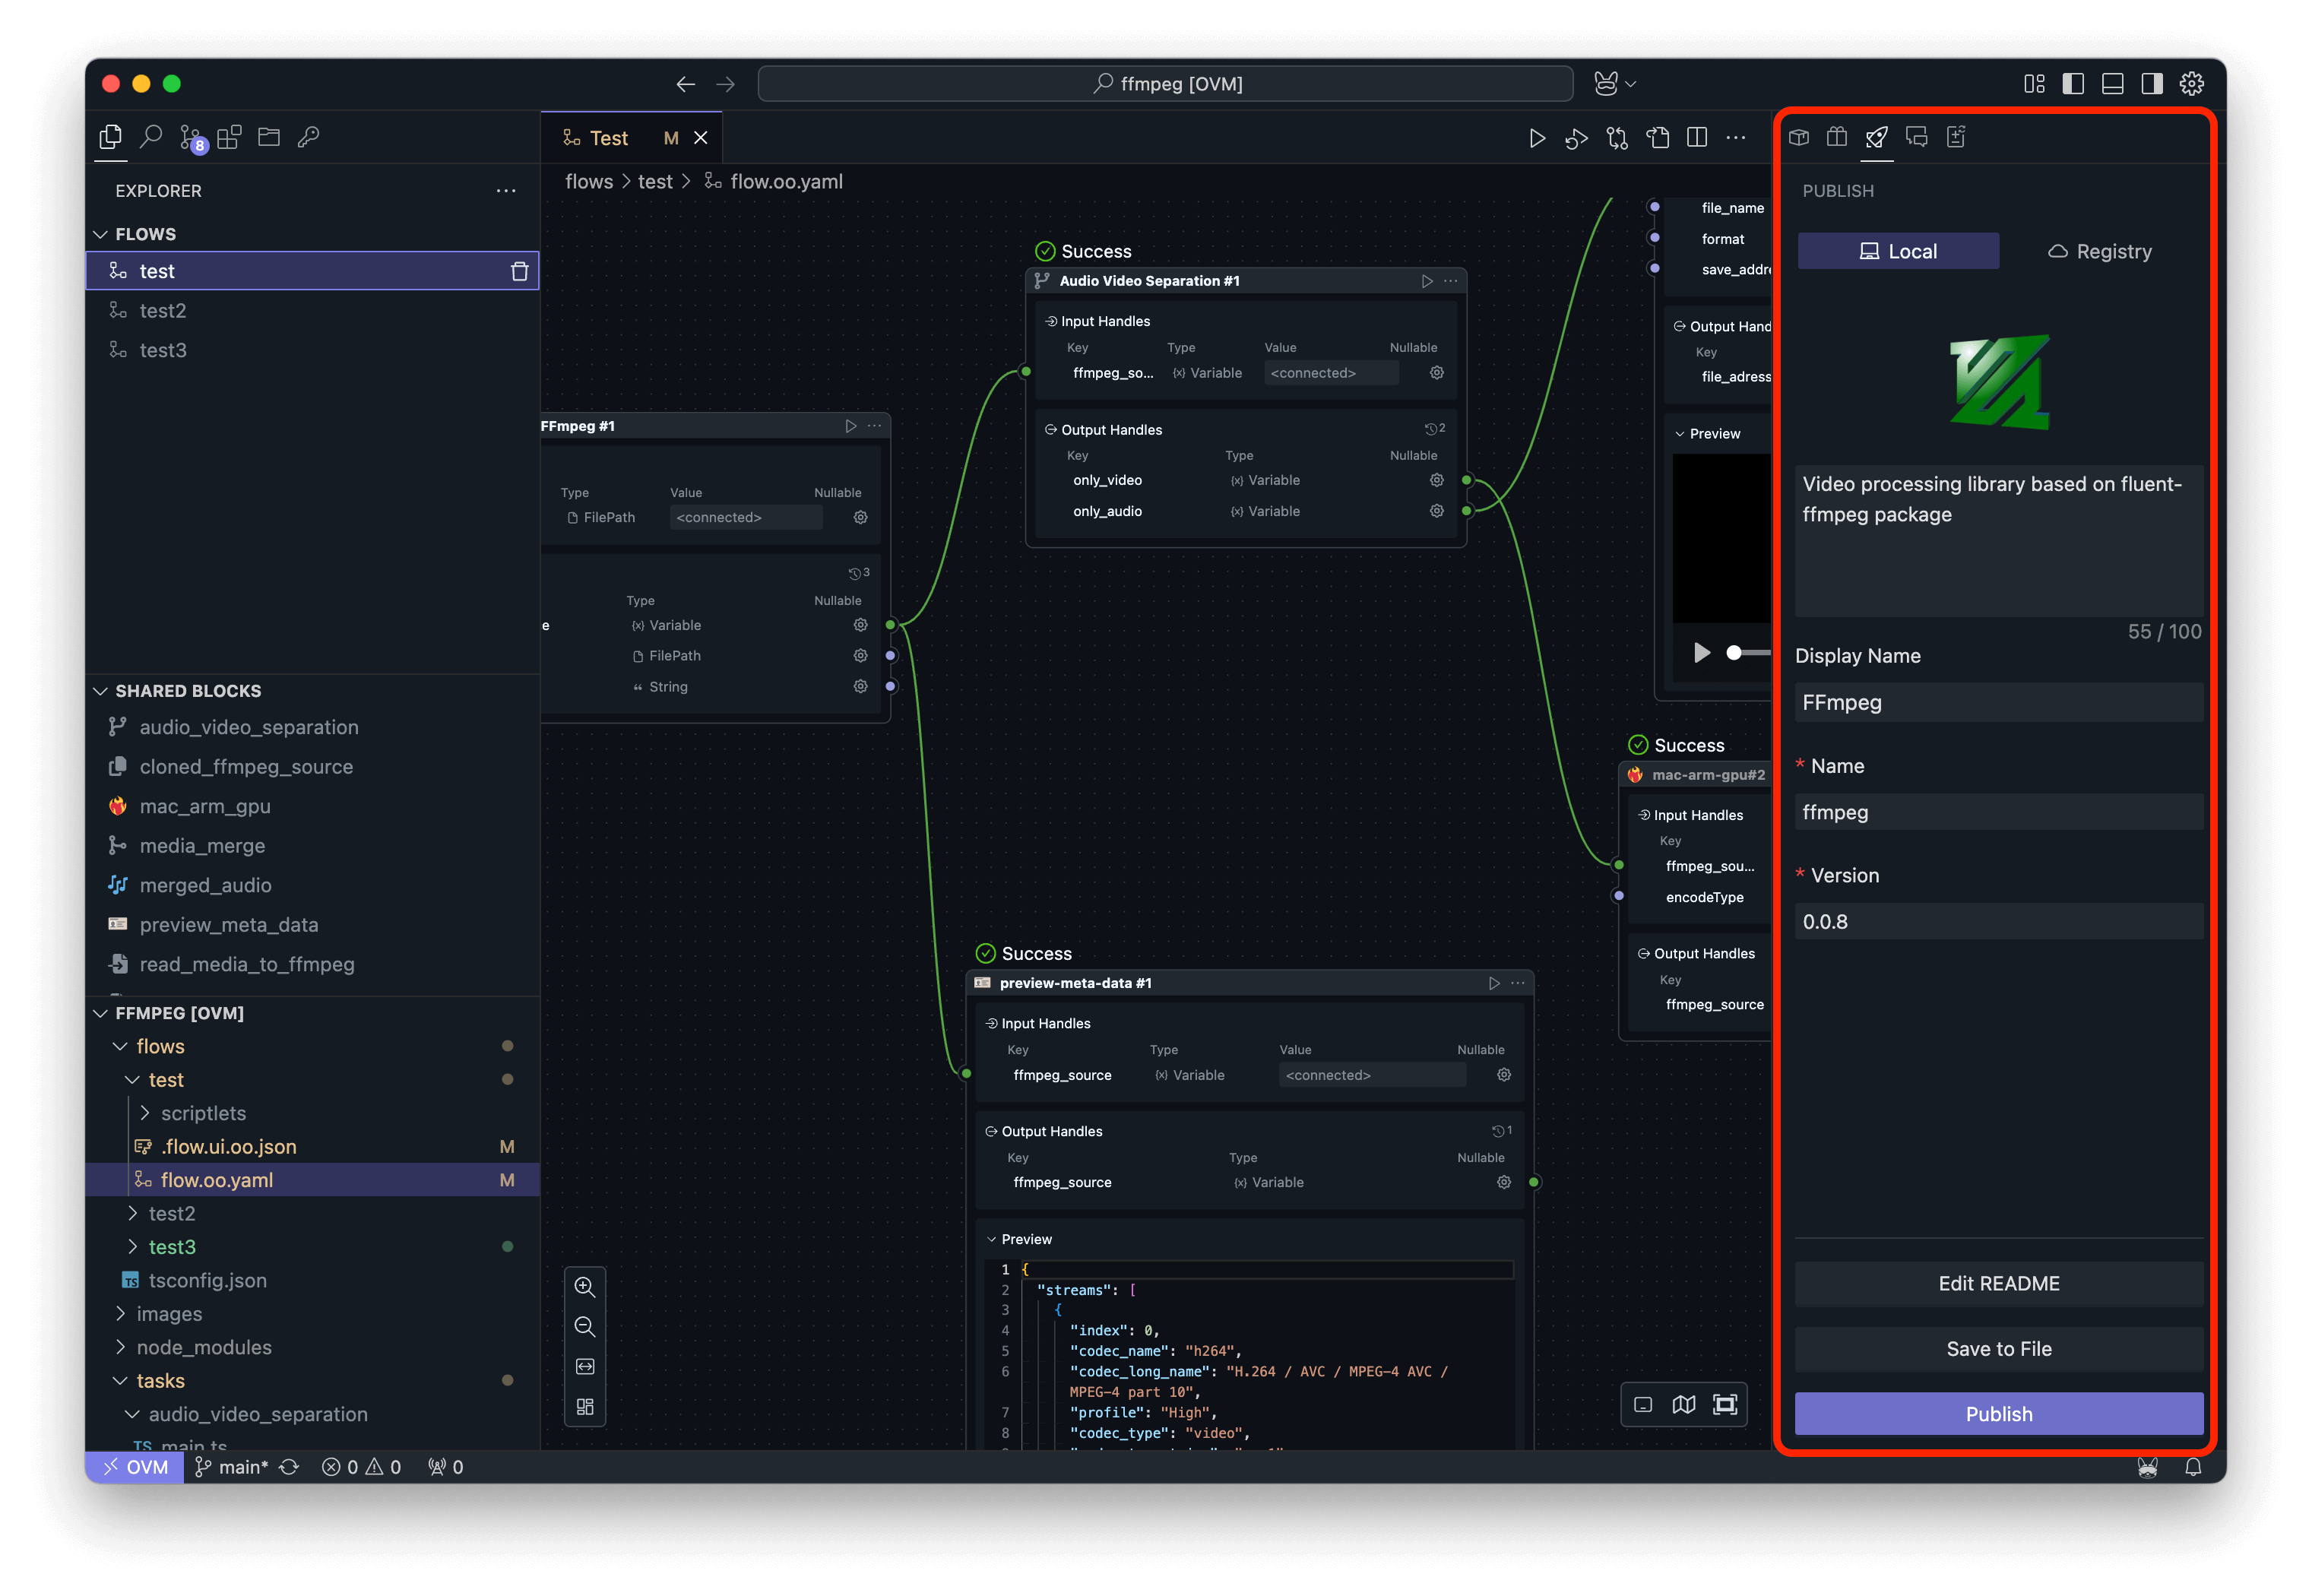 ffmpeg [OVM]
8
EXPLORER
FLOWS
test
test2
test3
SHARED BLOCKS
audio_video_separation
cloned_ffmpeg_source
mac_arm_gpu
media_merge
merged_audio
preview_meta_data
read_media_to_ffmpeg
FFMPEG [OVM]
flows
test
scriptlets
.flow.ui.oo.json M
flow.oo.yaml M
test2
test3
TS tsconfig.json
images
node_modules
tasks
audio_video_separation
TS main.ts
Test M
flows > test > flow.oo.yaml
FFmpeg #1
Type Value Nullable
FilePath <connected>
3
Type Nullable
e {x} Variable
FilePath
String
Success
Audio Video Separation #1
Input Handles
Key Type Value Nullable
ffmpeg_so... {x} Variable <connected>
Output Handles 2
Key Type Nullable
only_video {x} Variable
only_audio {x} Variable
Success
preview-meta-data #1
Input Handles
Key Type Value Nullable
ffmpeg_source {x} Variable <connected>
Output Handles 1
Key Type Nullable
ffmpeg_source {x} Variable
Preview
1 {
2 "streams": [
3 {
4 "index": 0,
5 "codec_name": "h264",
6 "codec_long_name": "H.264 / AVC / MPEG-4 AVC /
MPEG-4 part 10",
7 "profile": "High",
8 "codec_type": "video",
file_name
format
save_addre
Output Hand
Key
file_adress
Preview
Success
mac-arm-gpu#2
Input Handles
Key
ffmpeg_sou...
encodeType
Output Handles
Key
ffmpeg_source
PUBLISH
Local Registry
Video processing library based on fluent-
ffmpeg package
55 / 100
Display Name
FFmpeg
* Name
ffmpeg
* Version
0.0.8
Edit README
Save to File
Publish
OVM main* 0 0 0